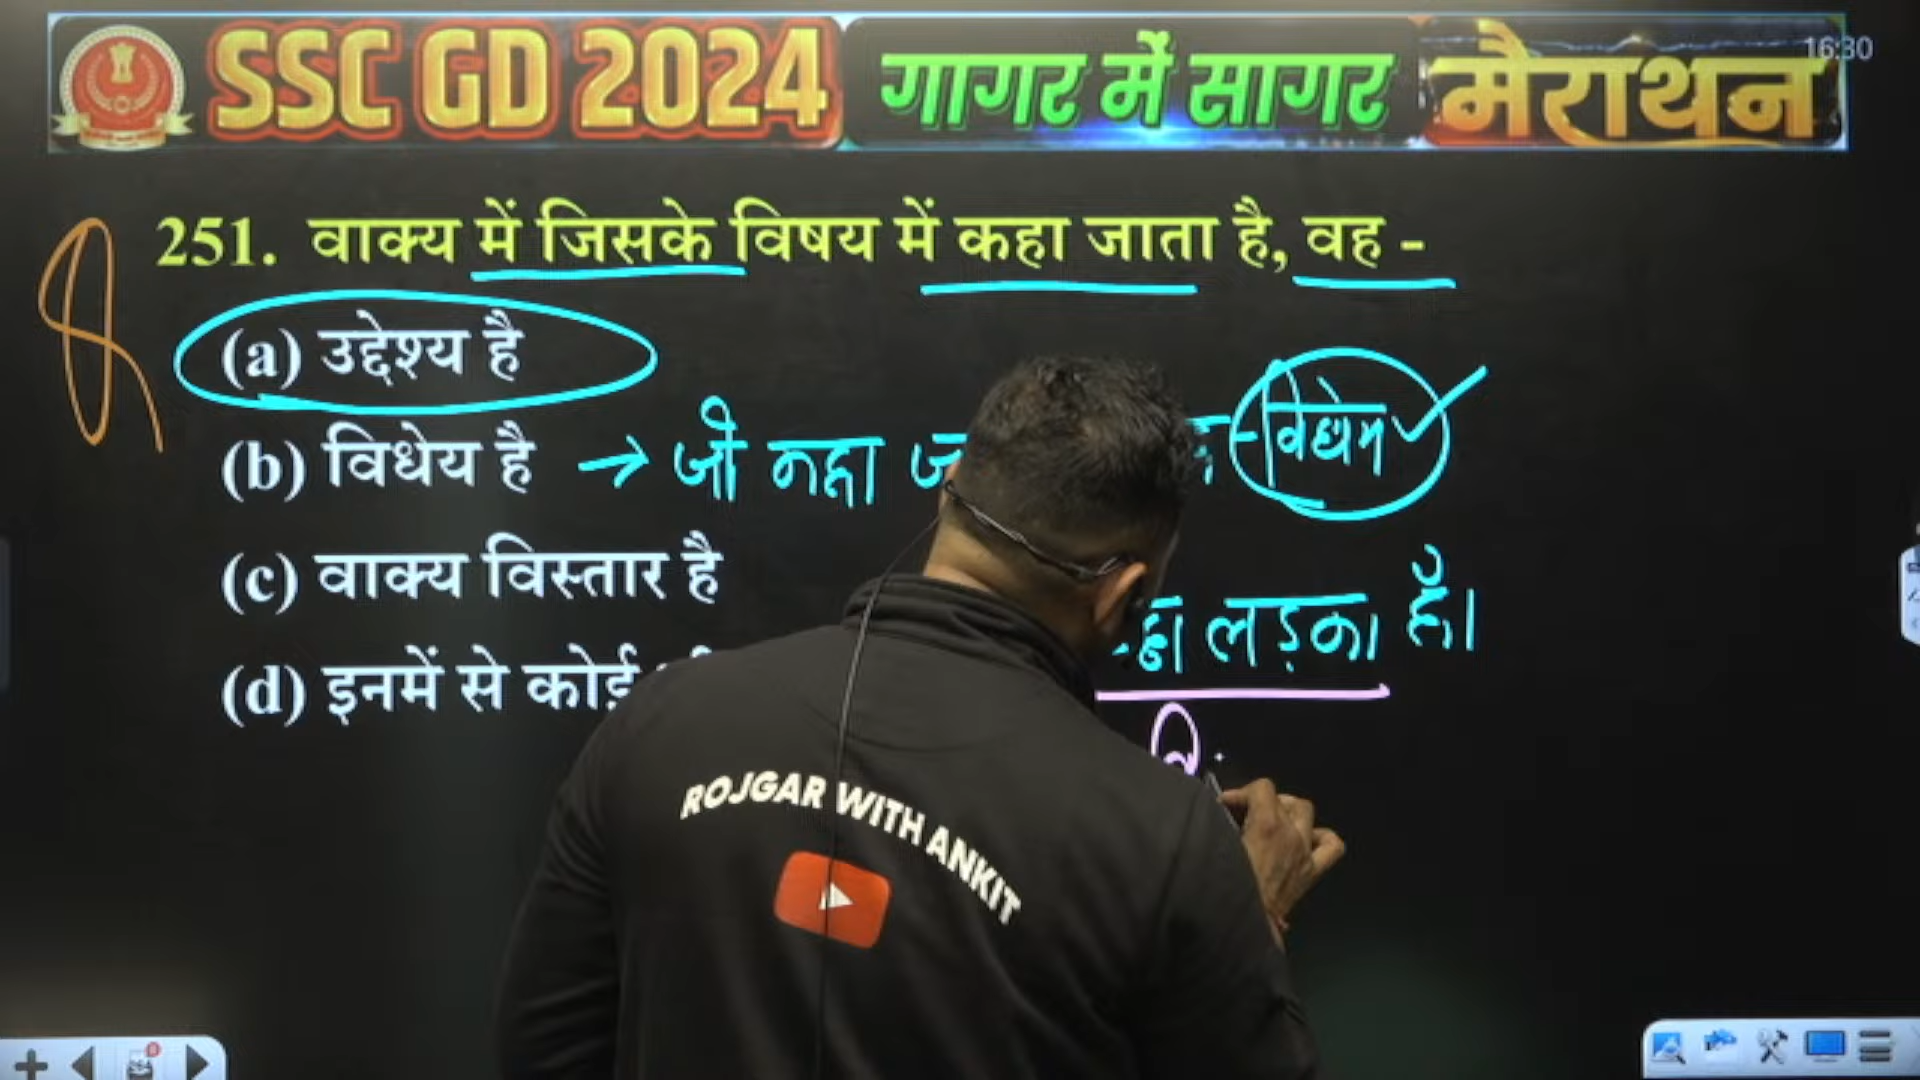 SSC GD 2024 गागर में सागर मैराथन
16:30
251. वाक्य में जिसके विषय में कहा जाता है, वह -
(a) उद्देश्य है
(b) विधेय है → जो कहा विधेय
(c) वाक्य विस्तार है
लड़का है।
(d) इनमें से कोई
ROJGAR WITH ANKIT